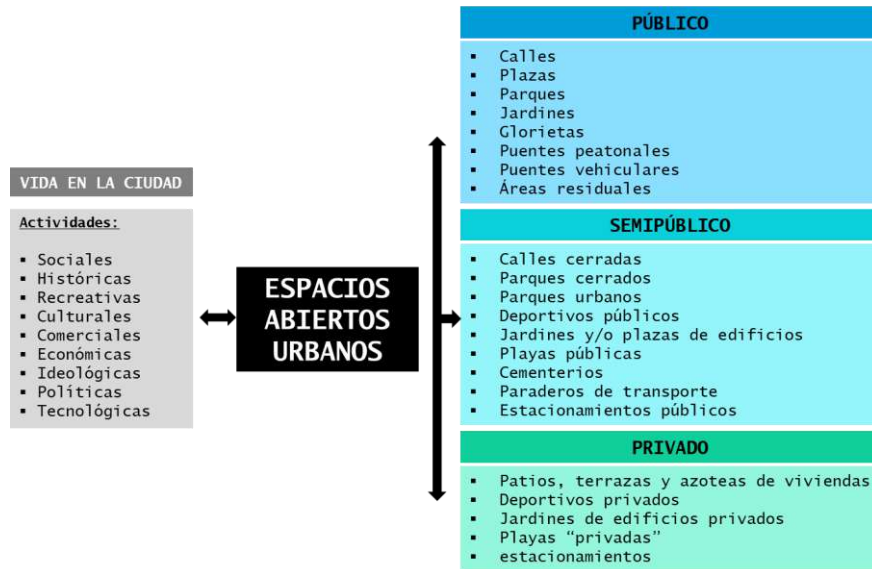 VIDA EN LA CIUDAD
Actividades:
▪ Sociales
▪ Históricas
▪ Recreativas
▪ Culturales
▪ Comerciales
▪ Económicas
▪ Ideológicas
▪ Políticas
▪ Tecnológicas
ESPACIOS
ABIERTOS
URBANOS
PÚBLICO
▪ Calles
▪ Plazas
▪ Parques
▪ Jardines
▪ Glorietas
▪ Puentes peatonales
▪ Puentes vehiculares
▪ Áreas residuales
SEMIPÚBLICO
▪ Calles cerradas
▪ Parques cerrados
▪ Parques urbanos
▪ Deportivos públicos
▪ Jardines y/o plazas de edificios
▪ Playas públicas
▪ Cementerios
▪ Paraderos de transporte
▪ Estacionamientos públicos
PRIVADO
▪ Patios, terrazas y azoteas de viviendas
▪ Deportivos privados
▪ Jardines de edificios privados
▪ Playas “privadas”
▪ estacionamientos